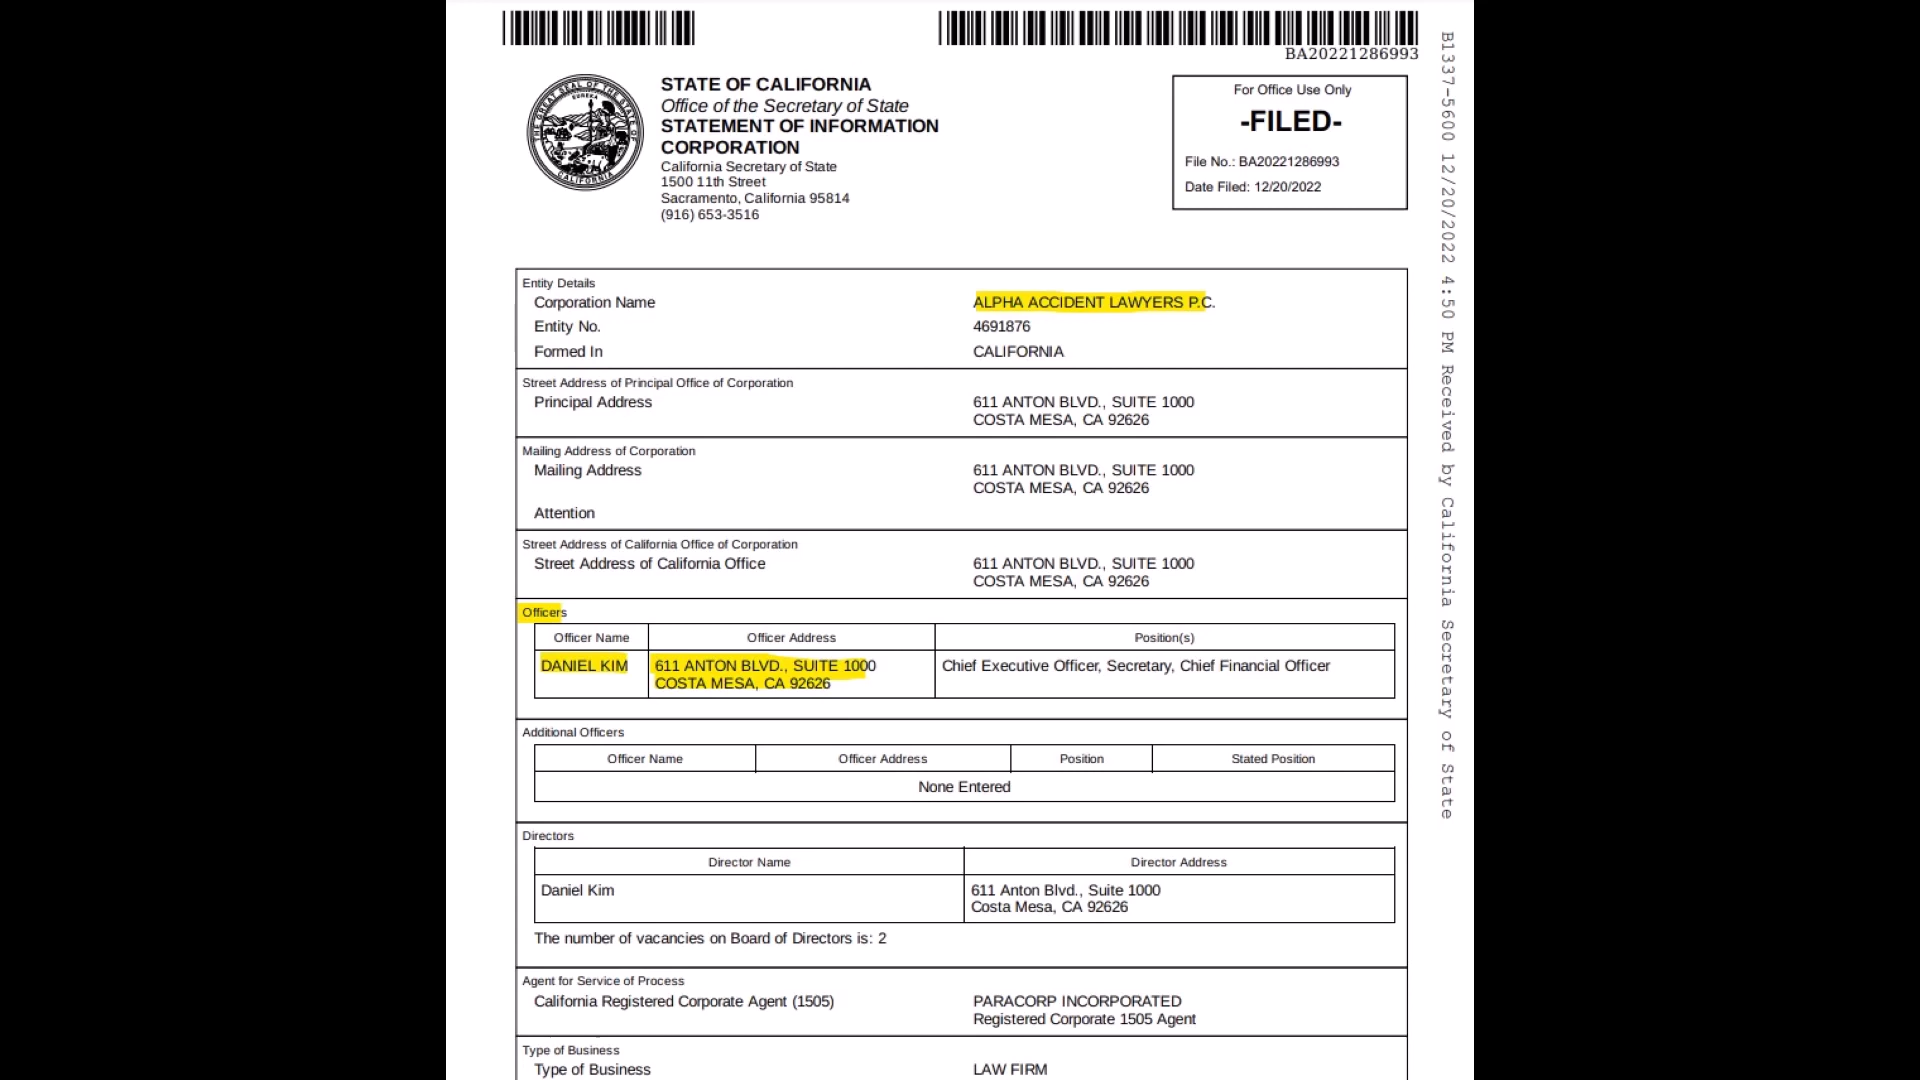 BA20221286993
STATE OF CALIFORNIA
Office of the Secretary of State
STATEMENT OF INFORMATION
CORPORATION
California Secretary of State
1500 11th Street
Sacramento, California 95814
(916) 653-3516
For Office Use Only
-FILED-
File No.: BA20221286993
Date Filed: 12/20/2022
B1337-5600 12/20/2022 4:50 PM Received by California Secretary of State
THE GREAT SEAL OF THE STATE OF CALIFORNIA
EUREKA
Entity Details
Corporation Name ALPHA ACCIDENT LAWYERS P.C.
Entity No. 4691876
Formed In CALIFORNIA
Street Address of Principal Office of Corporation
Principal Address 611 ANTON BLVD., SUITE 1000
COSTA MESA, CA 92626
Mailing Address of Corporation
Mailing Address 611 ANTON BLVD., SUITE 1000
COSTA MESA, CA 92626
Attention
Street Address of California Office of Corporation
Street Address of California Office 611 ANTON BLVD., SUITE 1000
COSTA MESA, CA 92626
Officers
Officer Name Officer Address Position(s)
DANIEL KIM 611 ANTON BLVD., SUITE 1000 Chief Executive Officer, Secretary, Chief Financial Officer
COSTA MESA, CA 92626
Additional Officers
Officer Name Officer Address Position Stated Position
None Entered
Directors
Director Name Director Address
Daniel Kim 611 Anton Blvd., Suite 1000
Costa Mesa, CA 92626
The number of vacancies on Board of Directors is: 2
Agent for Service of Process
California Registered Corporate Agent (1505) PARACORP INCORPORATED
Registered Corporate 1505 Agent
Type of Business
Type of Business LAW FIRM